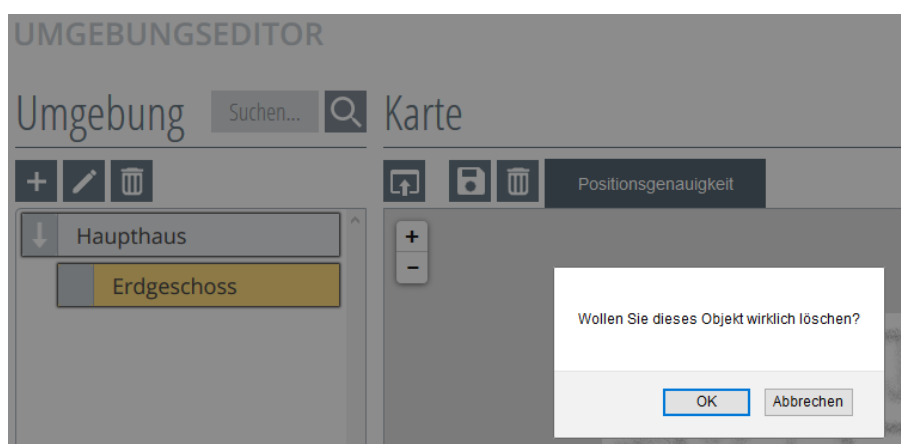 UMGEBUNGSEDITOR
Umgebung Suchen... Karte
Positionsgenauigkeit
Haupthaus
Erdgeschoss
+
−
Wollen Sie dieses Objekt wirklich löschen?
OK Abbrechen